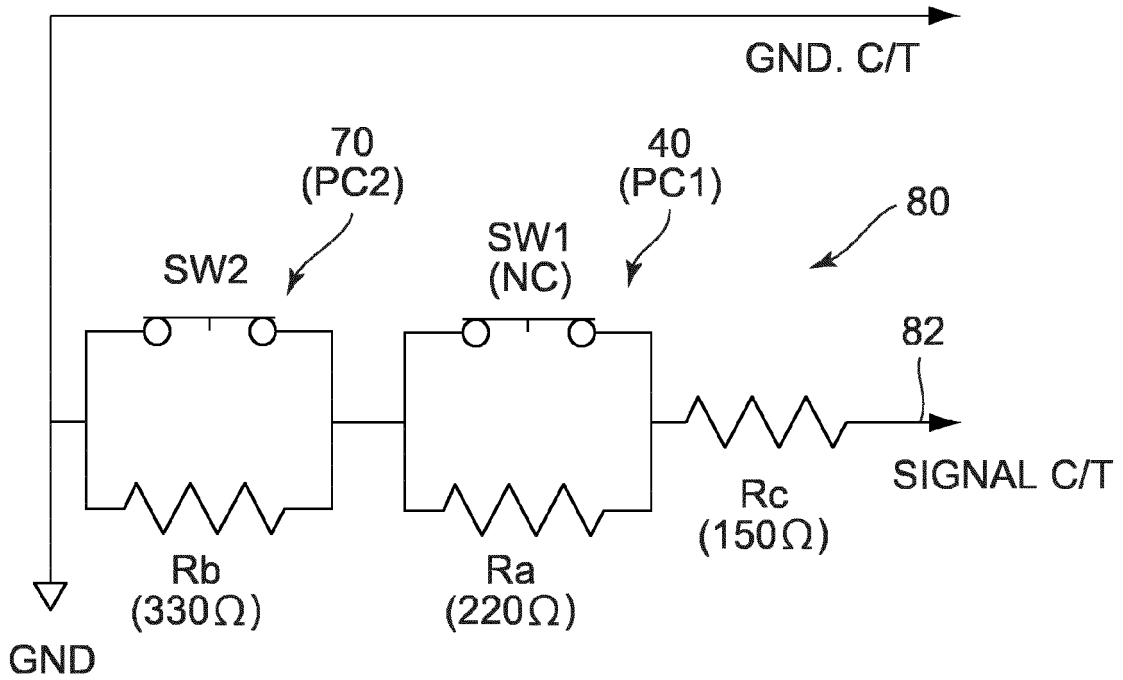 GND. C/T
70
(PC2)
40
(PC1)
80
SW2
SW1
(NC)
82
SIGNAL C/T
Rc
(150Ω)
Rb
(330Ω)
Ra
(220Ω)
GND